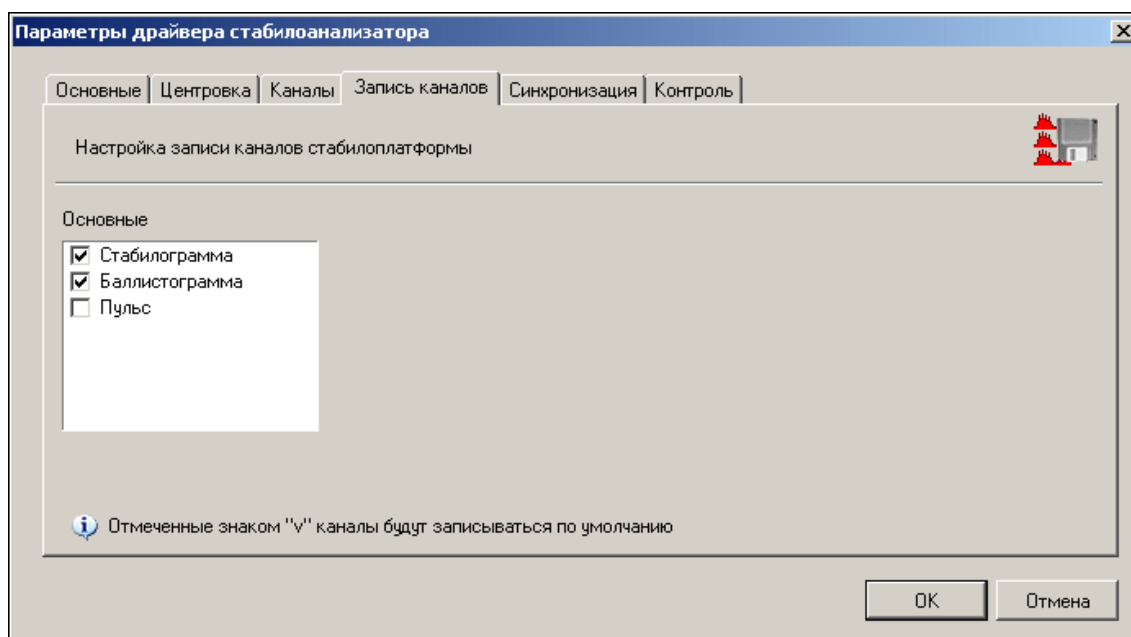 Параметры драйвера стабилоанализатора
Основные Центровка Каналы Запись каналов Синхронизация Контроль
Настройка записи каналов стабилоплатформы
Основные
Стабилограмма
Баллистограмма
Пульс
Отмеченные знаком "v" каналы будут записываться по умолчанию
OK Отмена